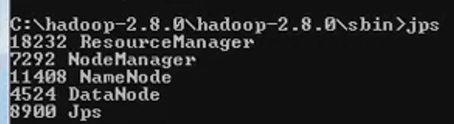 C:\hadoop-2.8.0\hadoop-2.8.0\sbin>jps
18232 ResourceManager
7292 NodeManager
11408 NameNode
4524 DataNode
8900 Jps